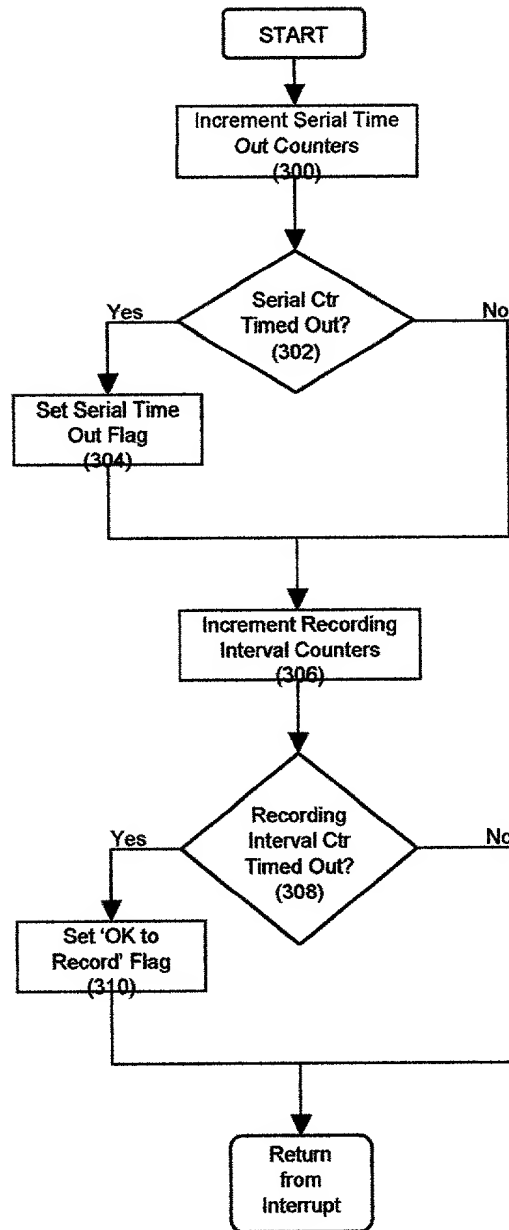 START
Increment Serial Time
Out Counters
(300)
Serial Ctr
Timed Out?
(302)
Yes
No
Set Serial Time
Out Flag
(304)
Increment Recording
Interval Counters
(306)
Recording
Interval Ctr
Timed Out?
(308)
Yes
No
Set ‘OK to
Record’ Flag
(310)
Return
from
Interrupt